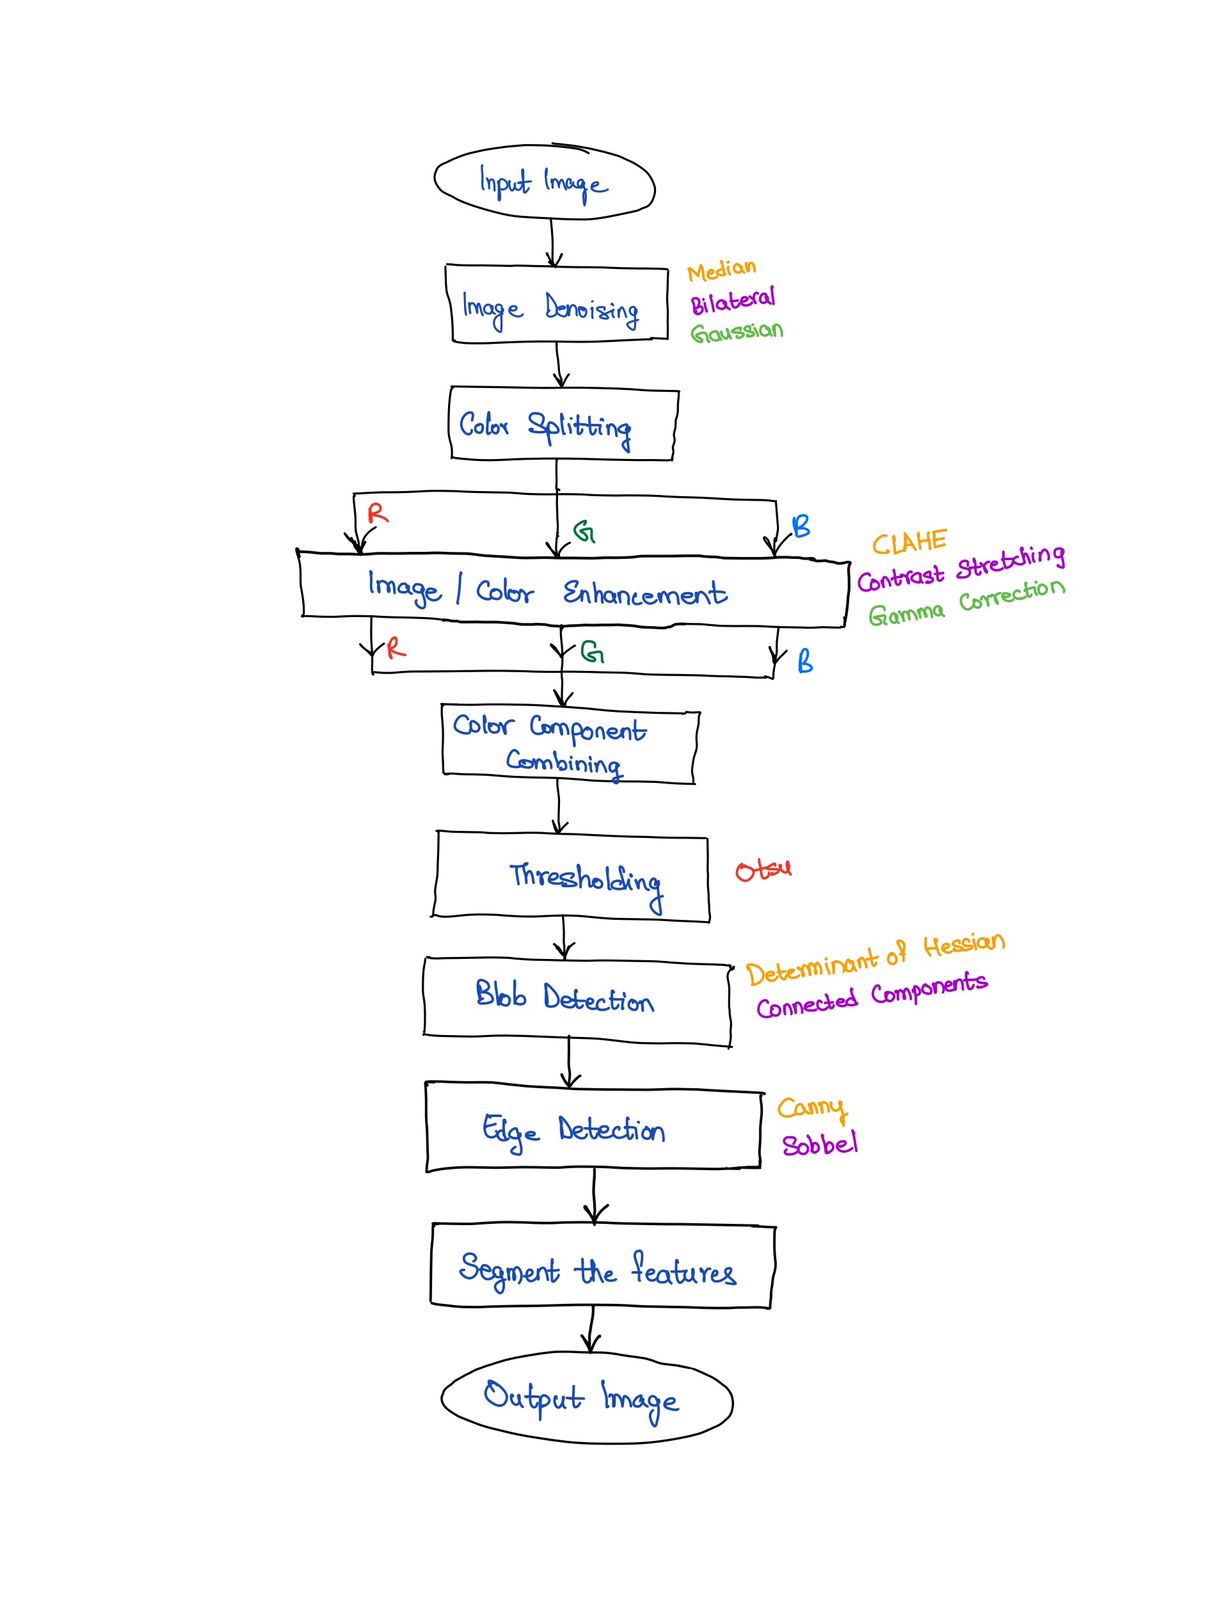 Input Image
Image Denoising
Median
Bilateral
Gaussian
Color Splitting
R
G
B
Image / Color Enhancement
CLAHE
Contrast Stretching
Gamma Correction
R
G
B
Color Component
Combining
Thresholding
Otsu
Blob Detection
Determinant of Hessian
Connected Components
Edge Detection
Canny
Sobbel
Segment the features
Output Image